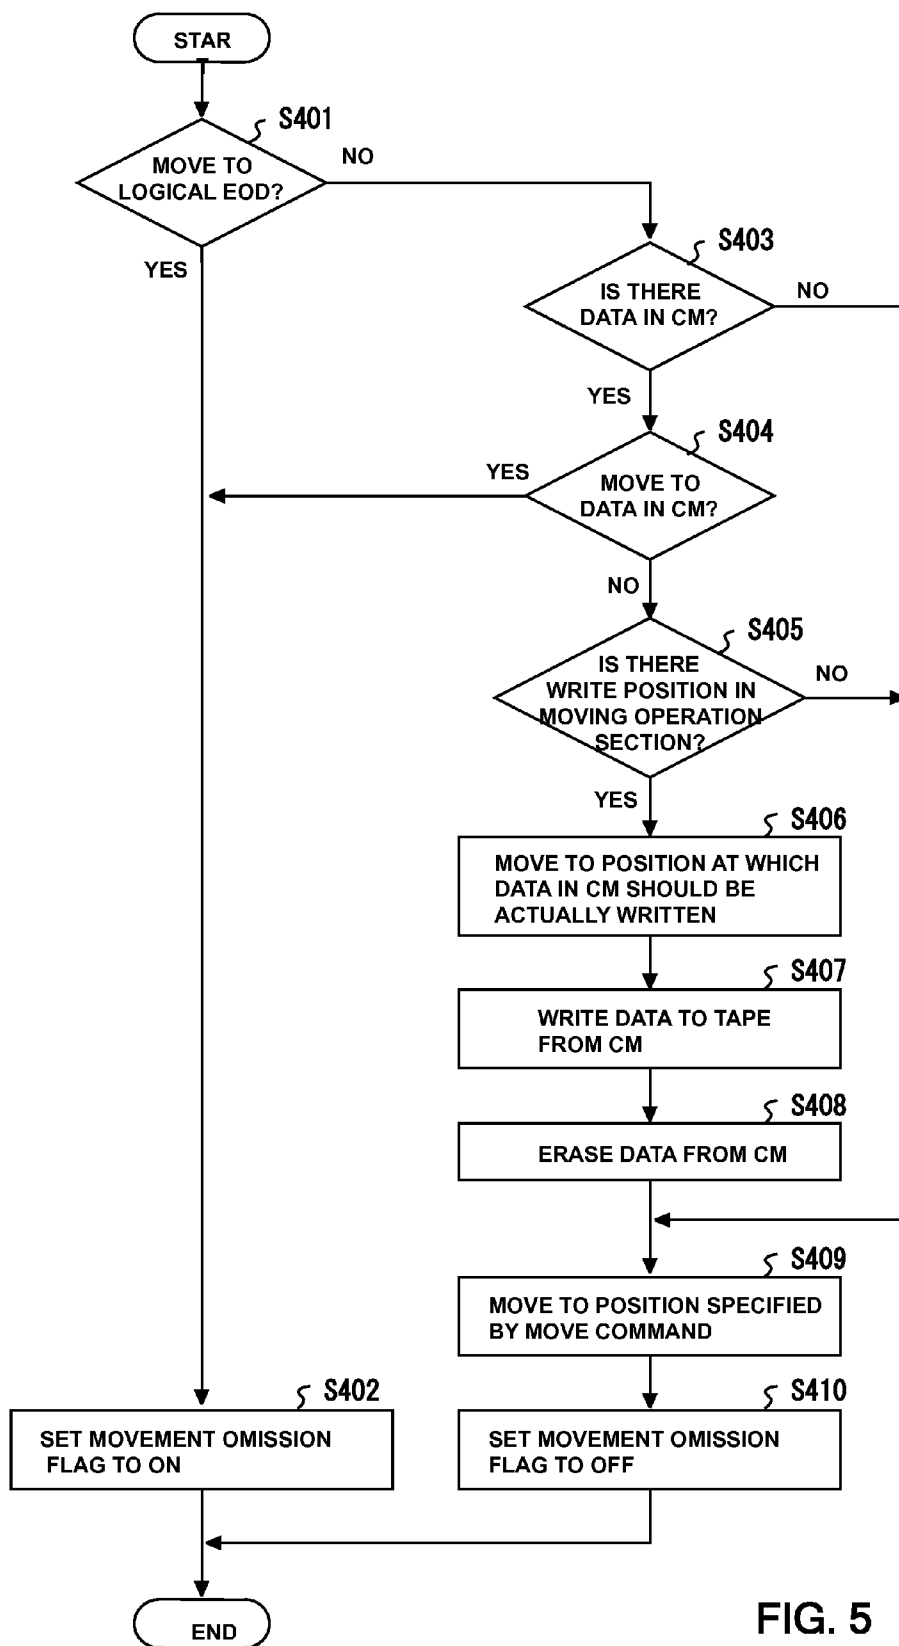 STAR
S401
MOVE TO
LOGICAL EOD?
NO
YES
S403
IS THERE
DATA IN CM?
NO
YES
S404
YES
MOVE TO
DATA IN CM?
NO
S405
IS THERE
WRITE POSITION IN
MOVING OPERATION
SECTION?
NO
YES
S406
MOVE TO POSITION AT WHICH
DATA IN CM SHOULD BE
ACTUALLY WRITTEN
S407
WRITE DATA TO TAPE
FROM CM
S408
ERASE DATA FROM CM
S409
MOVE TO POSITION SPECIFIED
BY MOVE COMMAND
S402
SET MOVEMENT OMISSION
FLAG TO ON
S410
SET MOVEMENT OMISSION
FLAG TO OFF
END
FIG. 5